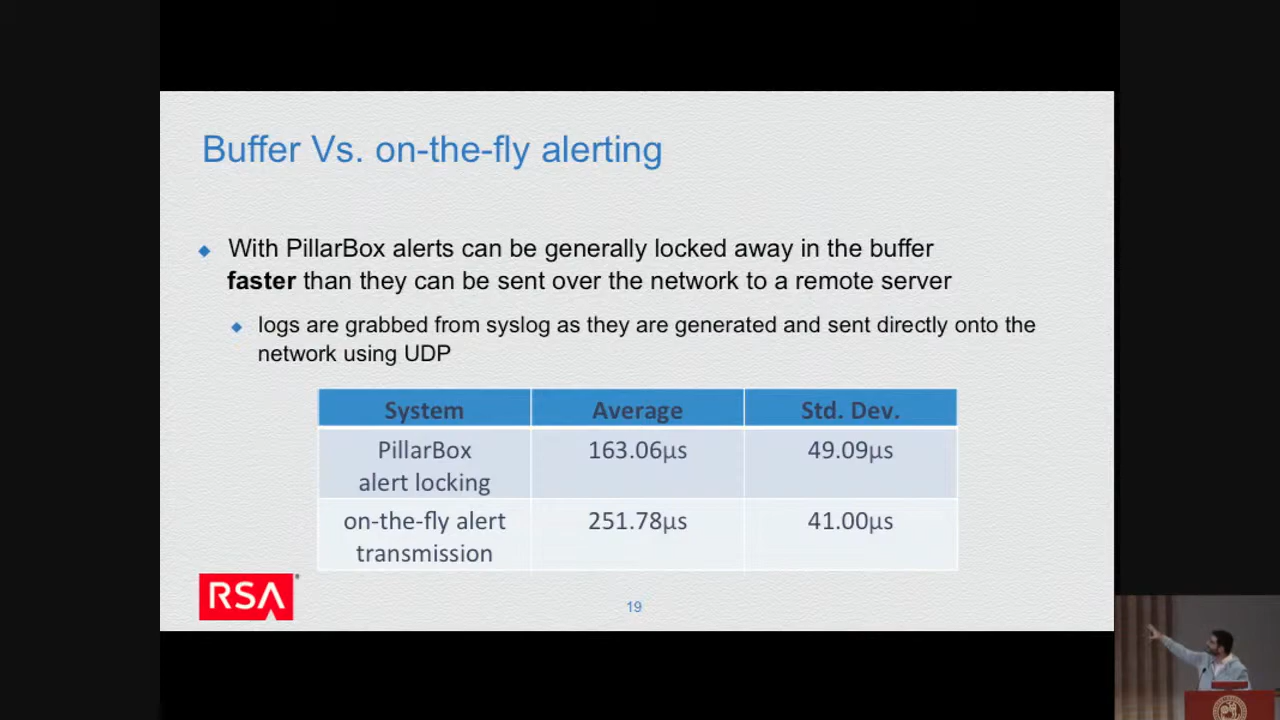 Buffer Vs. on-the-fly alerting
With PillarBox alerts can be generally locked away in the buffer
faster than they can be sent over the network to a remote server
logs are grabbed from syslog as they are generated and sent directly onto the
network using UDP
System Average Std. Dev.
PillarBox
alert locking
163.06µs 49.09µs
on-the-fly alert
transmission
251.78µs 41.00µs
RSA
19